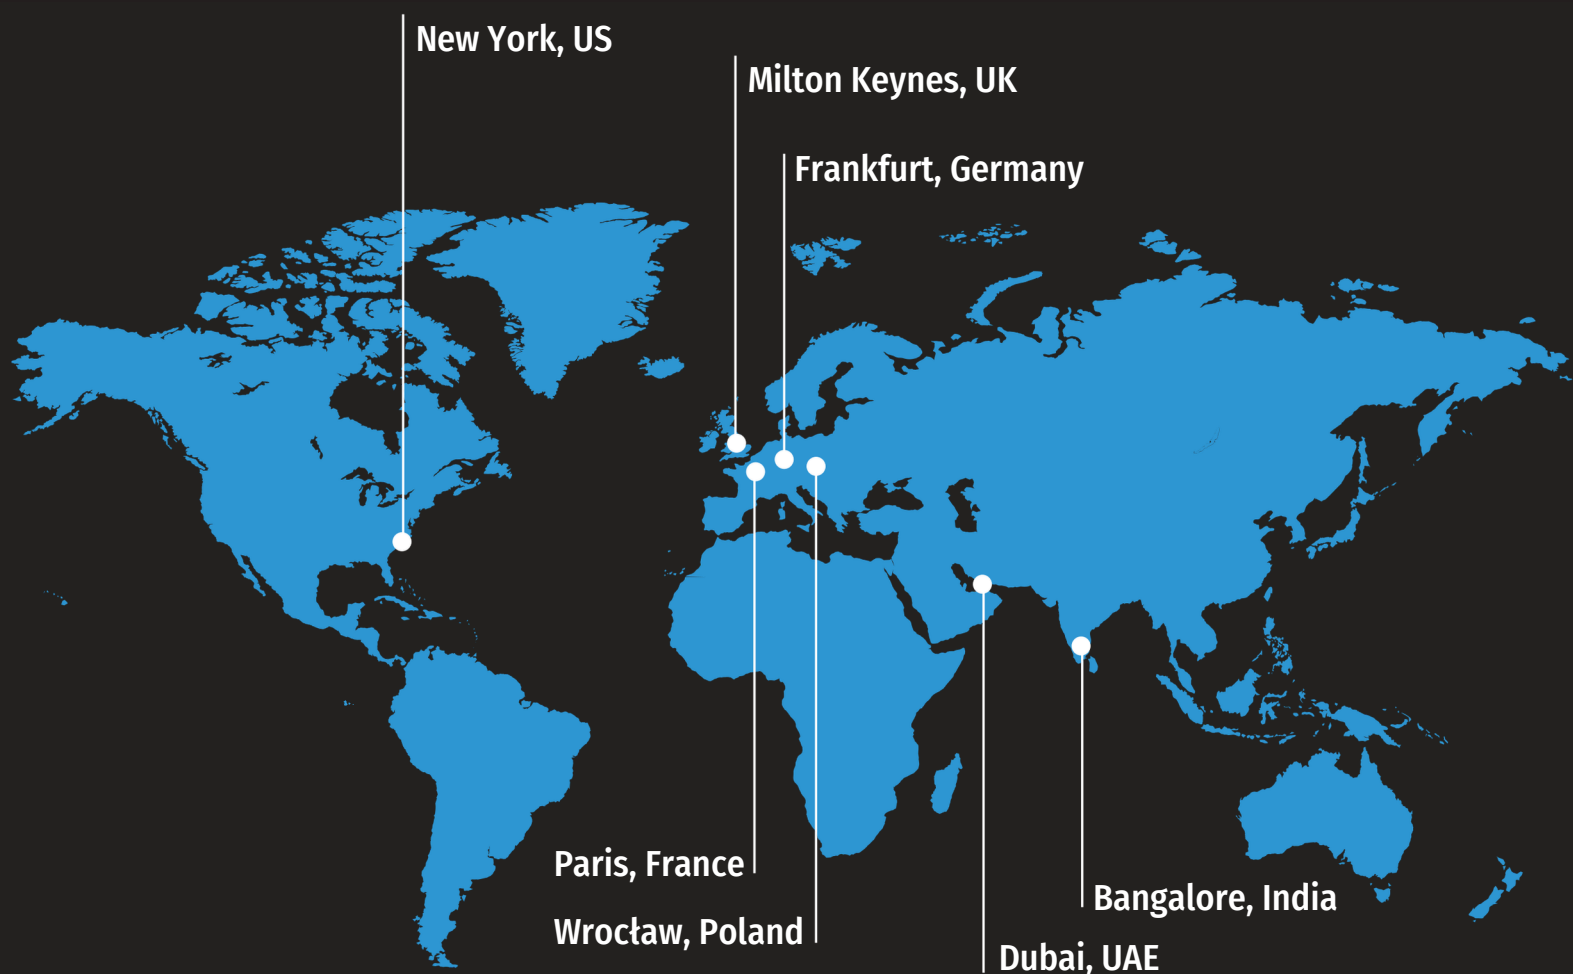 New York, US
Milton Keynes, UK
Frankfurt, Germany
Paris, France
Bangalore, India
Wrocław, Poland
Dubai, UAE